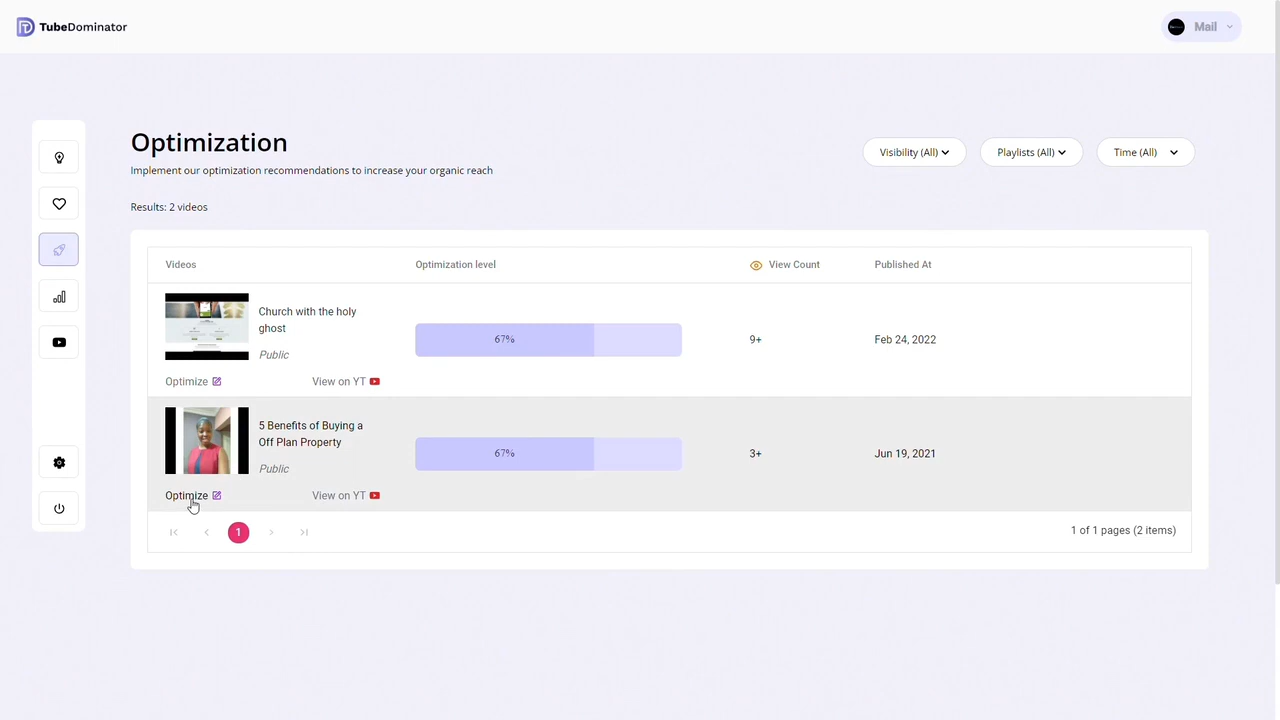 TubeDominator
Mail
Optimization
Implement our optimization recommendations to increase your organic reach
Visibility (All)
Playlists (All)
Time (All)
Results: 2 videos
Videos
Optimization level
View Count
Published At
Church with the holy
ghost
Public
67%
9+
Feb 24, 2022
Optimize
View on YT
5 Benefits of Buying a
Off Plan Property
Public
67%
3+
Jun 19, 2021
Optimize
View on YT
1
1 of 1 pages (2 items)